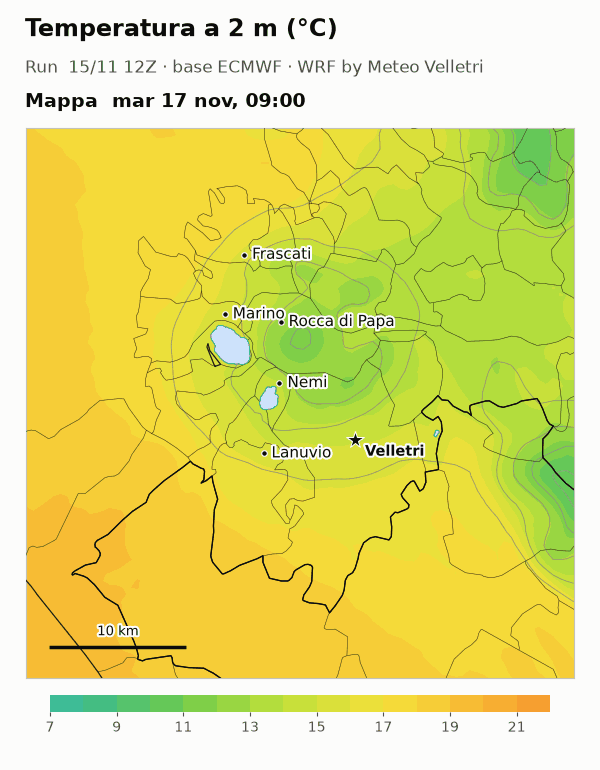 Temperatura a 2 m (°C)
Run  15/11 12Z · base ECMWF · WRF by Meteo Velletri
Mappa  mar 17 nov, 09:00
Frascati
Marino
Rocca di Papa
Nemi
Velletri
Lanuvio
10 km
7 9 11 13 15 17 19 21